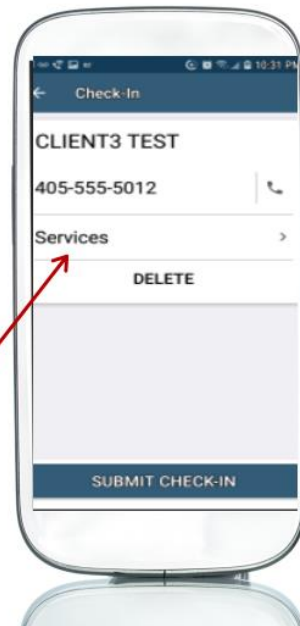 10:31 PM
Check-In
CLIENT3 TEST
405-555-5012
Services
DELETE
SUBMIT CHECK-IN